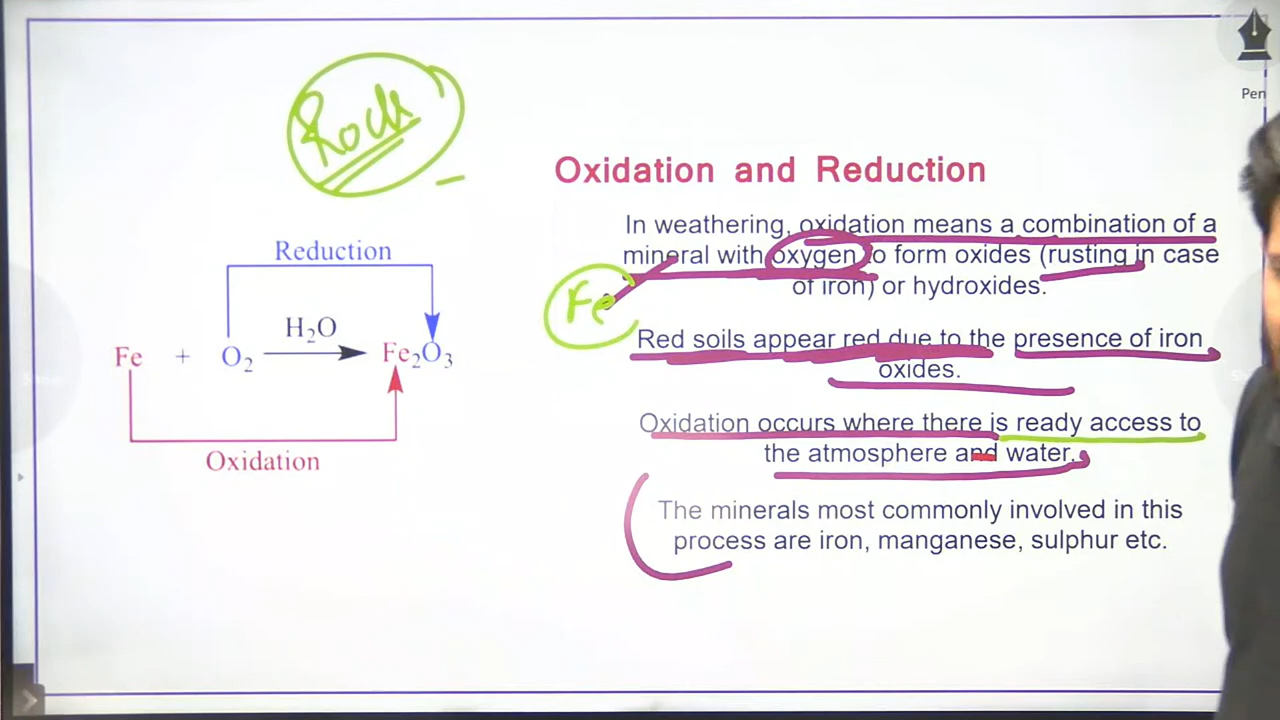 Pen
Rock
Oxidation and Reduction
In weathering, oxidation means a combination of a
mineral with oxygen to form oxides (rusting in case
of iron) or hydroxides.
Fe
Red soils appear red due to the presence of iron
oxides.
Oxidation occurs where there is ready access to
the atmosphere and water.
The minerals most commonly involved in this
process are iron, manganese, sulphur etc.
Reduction
H₂O
Fe + O₂ Fe₂O₃
Oxidation